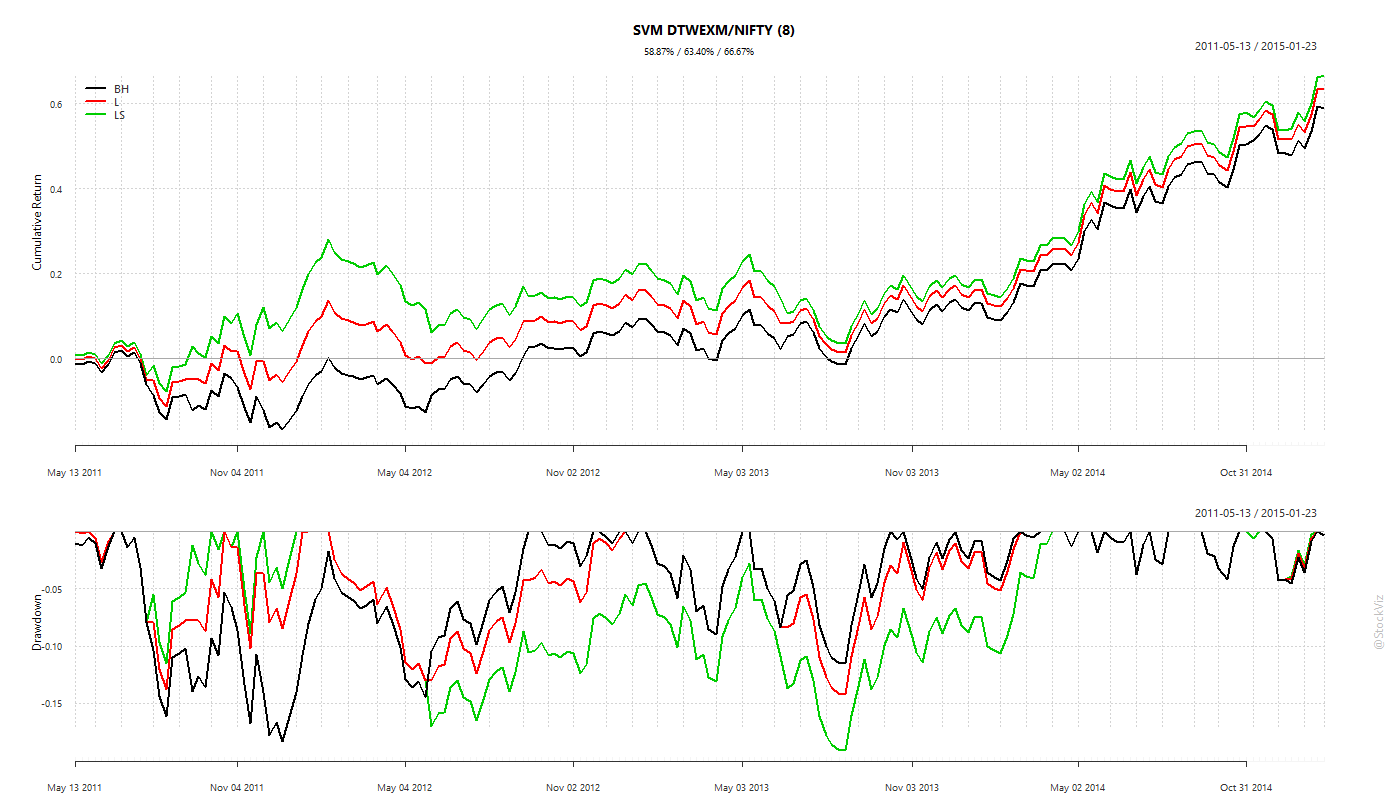 SVM DTWEXM/NIFTY (8)
58.87% / 63.40% / 66.67%
2011-05-13 / 2015-01-23
BH
L
LS
Cumulative Return
0.6
0.4
0.2
0.0
May 13 2011 Nov 04 2011 May 04 2012 Nov 02 2012 May 03 2013 Nov 03 2013 May 02 2014 Oct 31 2014
2011-05-13 / 2015-01-23
Drawdown
-0.05
-0.10
-0.15
May 13 2011 Nov 04 2011 May 04 2012 Nov 02 2012 May 03 2013 Nov 03 2013 May 02 2014 Oct 31 2014
@StockViz